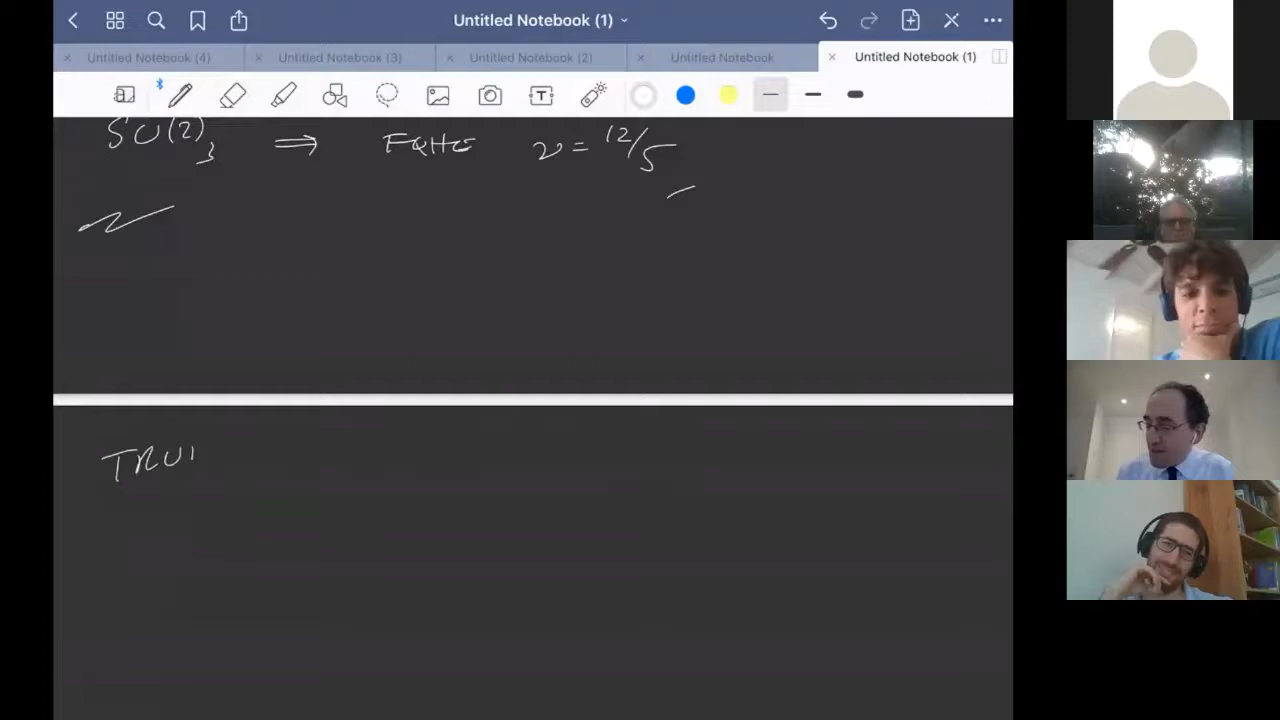 Untitled Notebook (1)
Untitled Notebook (4)
Untitled Notebook (3)
Untitled Notebook (2)
Untitled Notebook
Untitled Notebook (1)
T
SU(2)₃ ⇒ FQHE ν = 12/5
TRU